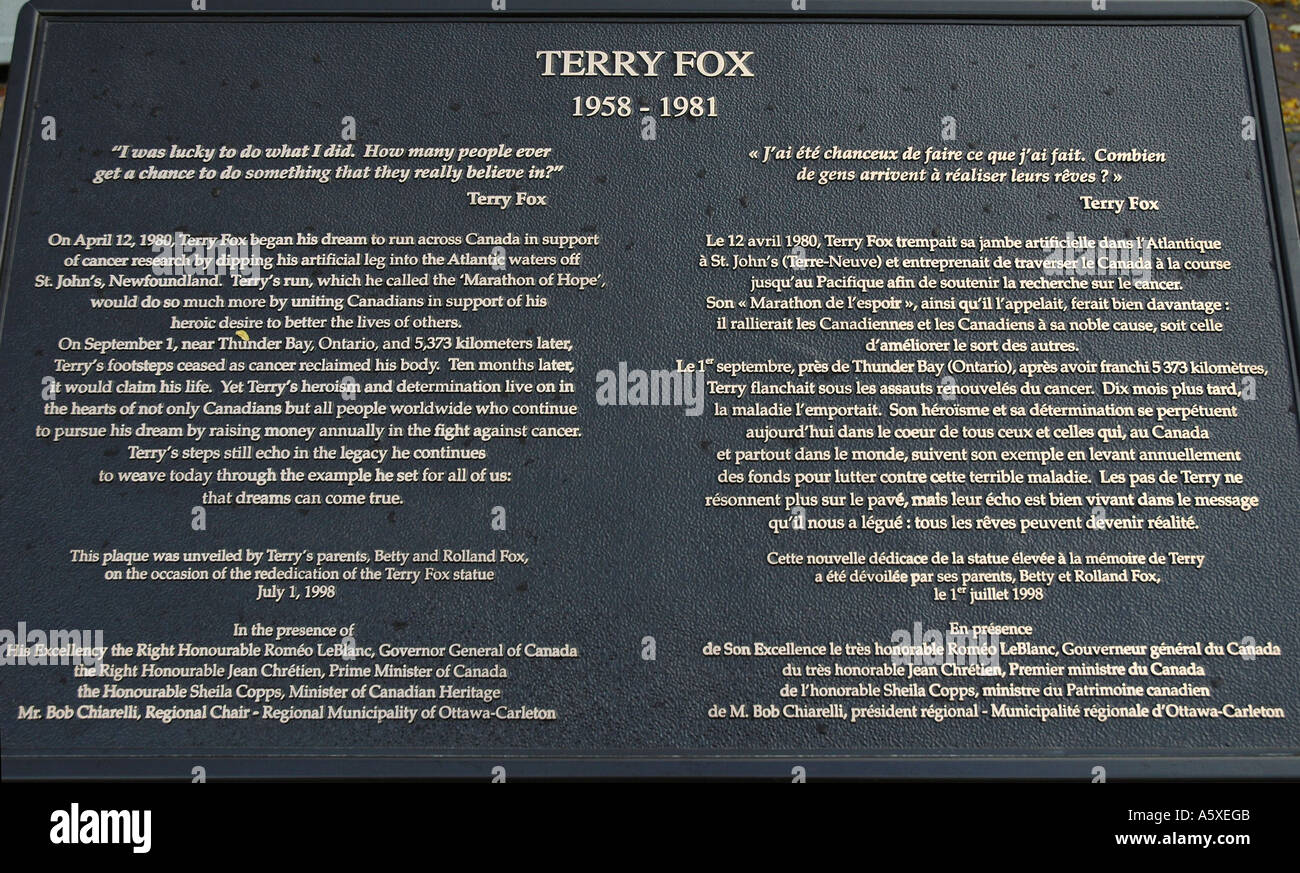 TERRY FOX
1958 - 1981
“I was lucky to do what I did. How many people ever
get a chance to do something that they really believe in?”
Terry Fox
On April 12, 1980, Terry Fox began his dream to run across Canada in support
of cancer research by dipping his artificial leg into the Atlantic waters off
St. John's, Newfoundland. Terry's run, which he called the 'Marathon of Hope',
would do so much more by uniting Canadians in support of his
heroic desire to better the lives of others.
On September 1, near Thunder Bay, Ontario, and 5,373 kilometers later,
Terry's footsteps ceased as cancer reclaimed his body. Ten months later,
it would claim his life. Yet Terry's heroism and determination live on in
the hearts of not only Canadians but all people worldwide who continue
to pursue his dream by raising money annually in the fight against cancer.
Terry's steps still echo in the legacy he continues
to weave today through the example he set for all of us:
that dreams can come true.
This plaque was unveiled by Terry's parents, Betty and Rolland Fox,
on the occasion of the rededication of the Terry Fox statue
July 1, 1998
In the presence of
His Excellency the Right Honourable Roméo LeBlanc, Governor General of Canada
the Right Honourable Jean Chrétien, Prime Minister of Canada
the Honourable Sheila Copps, Minister of Canadian Heritage
Mr. Bob Chiarelli, Regional Chair - Regional Municipality of Ottawa-Carleton
« J'ai été chanceux de faire ce que j'ai fait. Combien
de gens arrivent à réaliser leurs rêves ? »
Terry Fox
Le 12 avril 1980, Terry Fox trempait sa jambe artificielle dans l'Atlantique
à St. John's (Terre-Neuve) et entreprenait de traverser le Canada à la course
jusqu'au Pacifique afin de soutenir la recherche sur le cancer.
Son « Marathon de l'espoir », ainsi qu'il l'appelait, ferait bien davantage :
il rallierait les Canadiennes et les Canadiens à sa noble cause, soit celle
d'améliorer le sort des autres.
Le 1er septembre, près de Thunder Bay (Ontario), après avoir franchi 5 373 kilomètres,
Terry flanchait sous les assauts renouvelés du cancer. Dix mois plus tard,
la maladie l'emportait. Son héroïsme et sa détermination se perpétuent
aujourd'hui dans le coeur de tous ceux et celles qui, au Canada
et partout dans le monde, suivent son exemple en levant annuellement
des fonds pour lutter contre cette terrible maladie. Les pas de Terry ne
résonnent plus sur le pavé, mais leur écho est bien vivant dans le message
qu'il nous a légué : tous les rêves peuvent devenir réalité.
Cette nouvelle dédicace de la statue élevée à la mémoire de Terry
a été dévoilée par ses parents, Betty et Rolland Fox,
le 1er juillet 1998
En présence
de Son Excellence le très honorable Roméo LeBlanc, Gouverneur général du Canada
du très honorable Jean Chrétien, Premier ministre du Canada
de l'honorable Sheila Copps, ministre du Patrimoine canadien
de M. Bob Chiarelli, président régional - Municipalité régionale d'Ottawa-Carleton
alamy
Image ID: A5XEGB
www.alamy.com